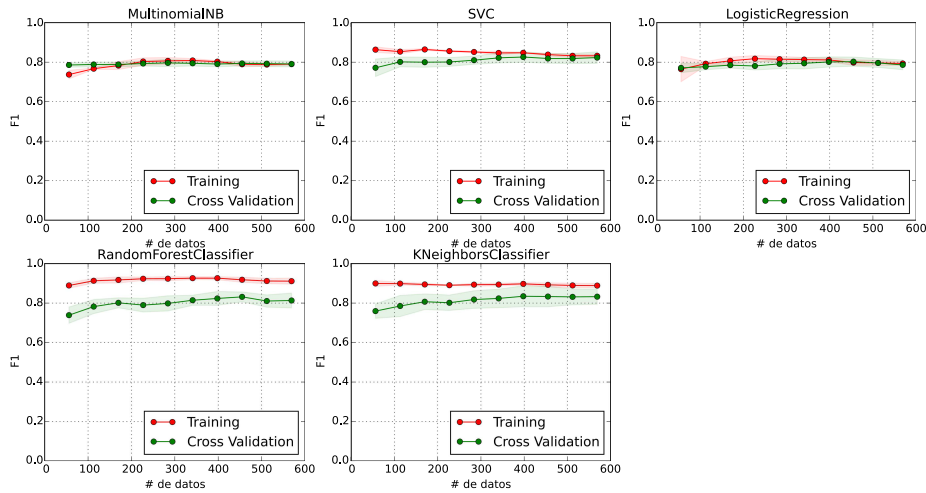 MultinomialNB
1.0
0.8
0.6
0.4
0.2
0.0
F1
0 100 200 300 400 500 600
# de datos
Training
Cross Validation
SVC
1.0
0.8
0.6
0.4
0.2
0.0
F1
0 100 200 300 400 500 600
# de datos
Training
Cross Validation
LogisticRegression
1.0
0.8
0.6
0.4
0.2
0.0
F1
0 100 200 300 400 500 600
# de datos
Training
Cross Validation
RandomForestClassifier
1.0
0.8
0.6
0.4
0.2
0.0
F1
0 100 200 300 400 500 600
# de datos
Training
Cross Validation
KNeighborsClassifier
1.0
0.8
0.6
0.4
0.2
0.0
F1
0 100 200 300 400 500 600
# de datos
Training
Cross Validation